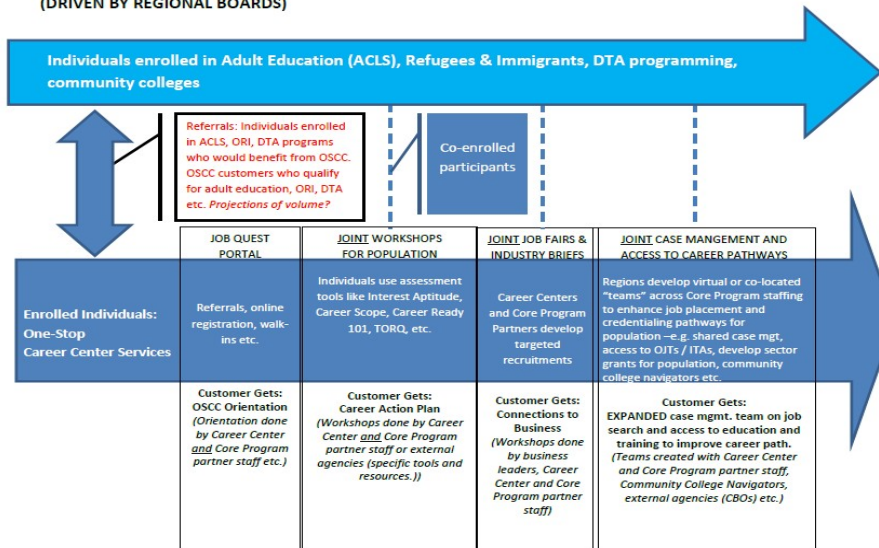 (DRIVEN BY REGIONAL BOARDS)
Individuals enrolled in Adult Education (ACLS), Refugees & Immigrants, DTA programming,
community colleges
Referrals: Individuals enrolled
in ACLS, ORI, DTA programs
who would benefit from OSCC.
OSCC customers who qualify
for adult education, ORI, DTA
etc. Projections of volume?
Co-enrolled
participants
Enrolled Individuals:
One-Stop
Career Center Services
JOB QUEST
PORTAL
Referrals, online
registration, walk-
ins etc.
Customer Gets:
OSCC Orientation
(Orientation done
by Career Center
and Core Program
partner staff etc.)
JOINT WORKSHOPS
FOR POPULATION
Individuals use assessment
tools like Interest Aptitude,
Career Scope, Career Ready
101, TORQ, etc.
Customer Gets:
Career Action Plan
(Workshops done by Career
Center and Core Program
partner staff or external
agencies (specific tools and
resources.))
JOINT JOB FAIRS &
INDUSTRY BRIEFS
Career Centers
and Core Program
Partners develop
targeted
recruitments
Customer Gets:
Connections to
Business
(Workshops done
by business
leaders, Career
Center and Core
Program partner
staff)
JOINT CASE MANGEMENT AND
ACCESS TO CAREER PATHWAYS
Regions develop virtual or co-located
"teams" across Core Program staffing
to enhance job placement and
credentialing pathways for
population –e.g. shared case mgt,
access to OJTs / ITAs, develop sector
grants for population, community
college navigators etc.
Customer Gets:
EXPANDED case mgmt. team on job
search and access to education and
training to improve career path.
(Teams created with Career Center
and Core Program partner staff,
Community College Navigators,
external agencies (CBOs) etc.)